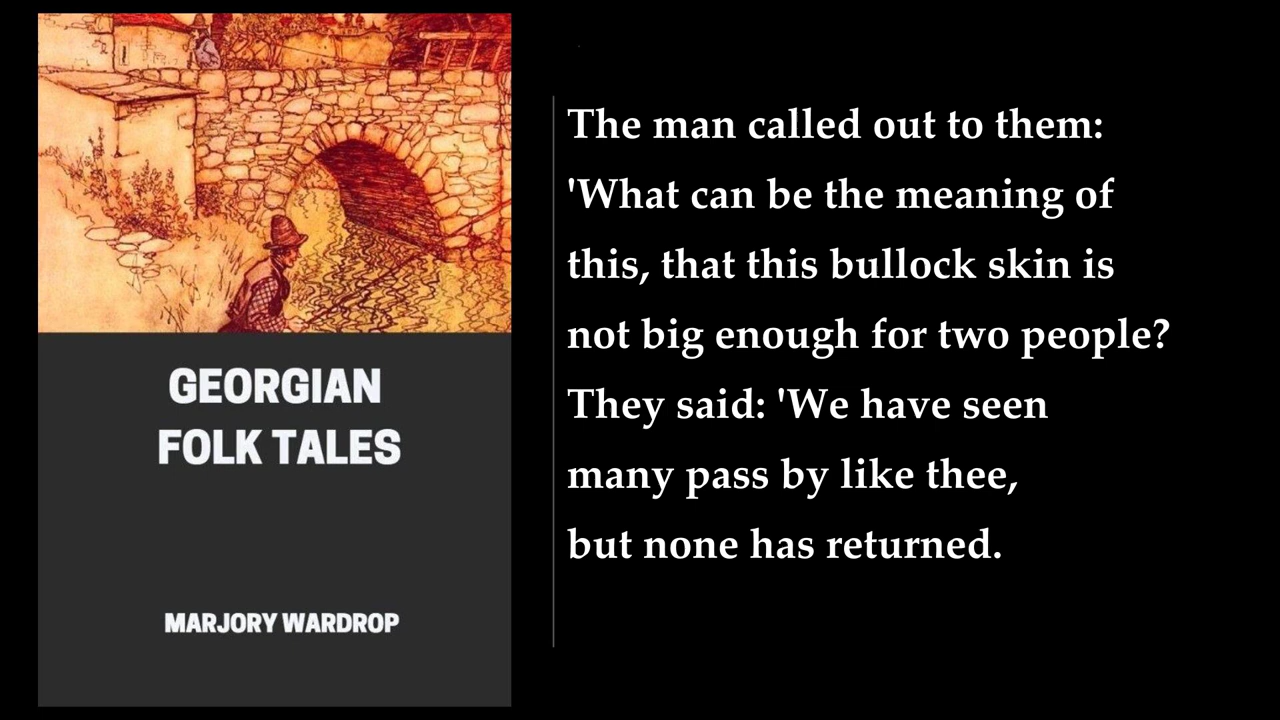 GEORGIAN
FOLK TALES
MARJORY WARDROP
The man called out to them:
'What can be the meaning of
this, that this bullock skin is
not big enough for two people?
They said: 'We have seen
many pass by like thee,
but none has returned.